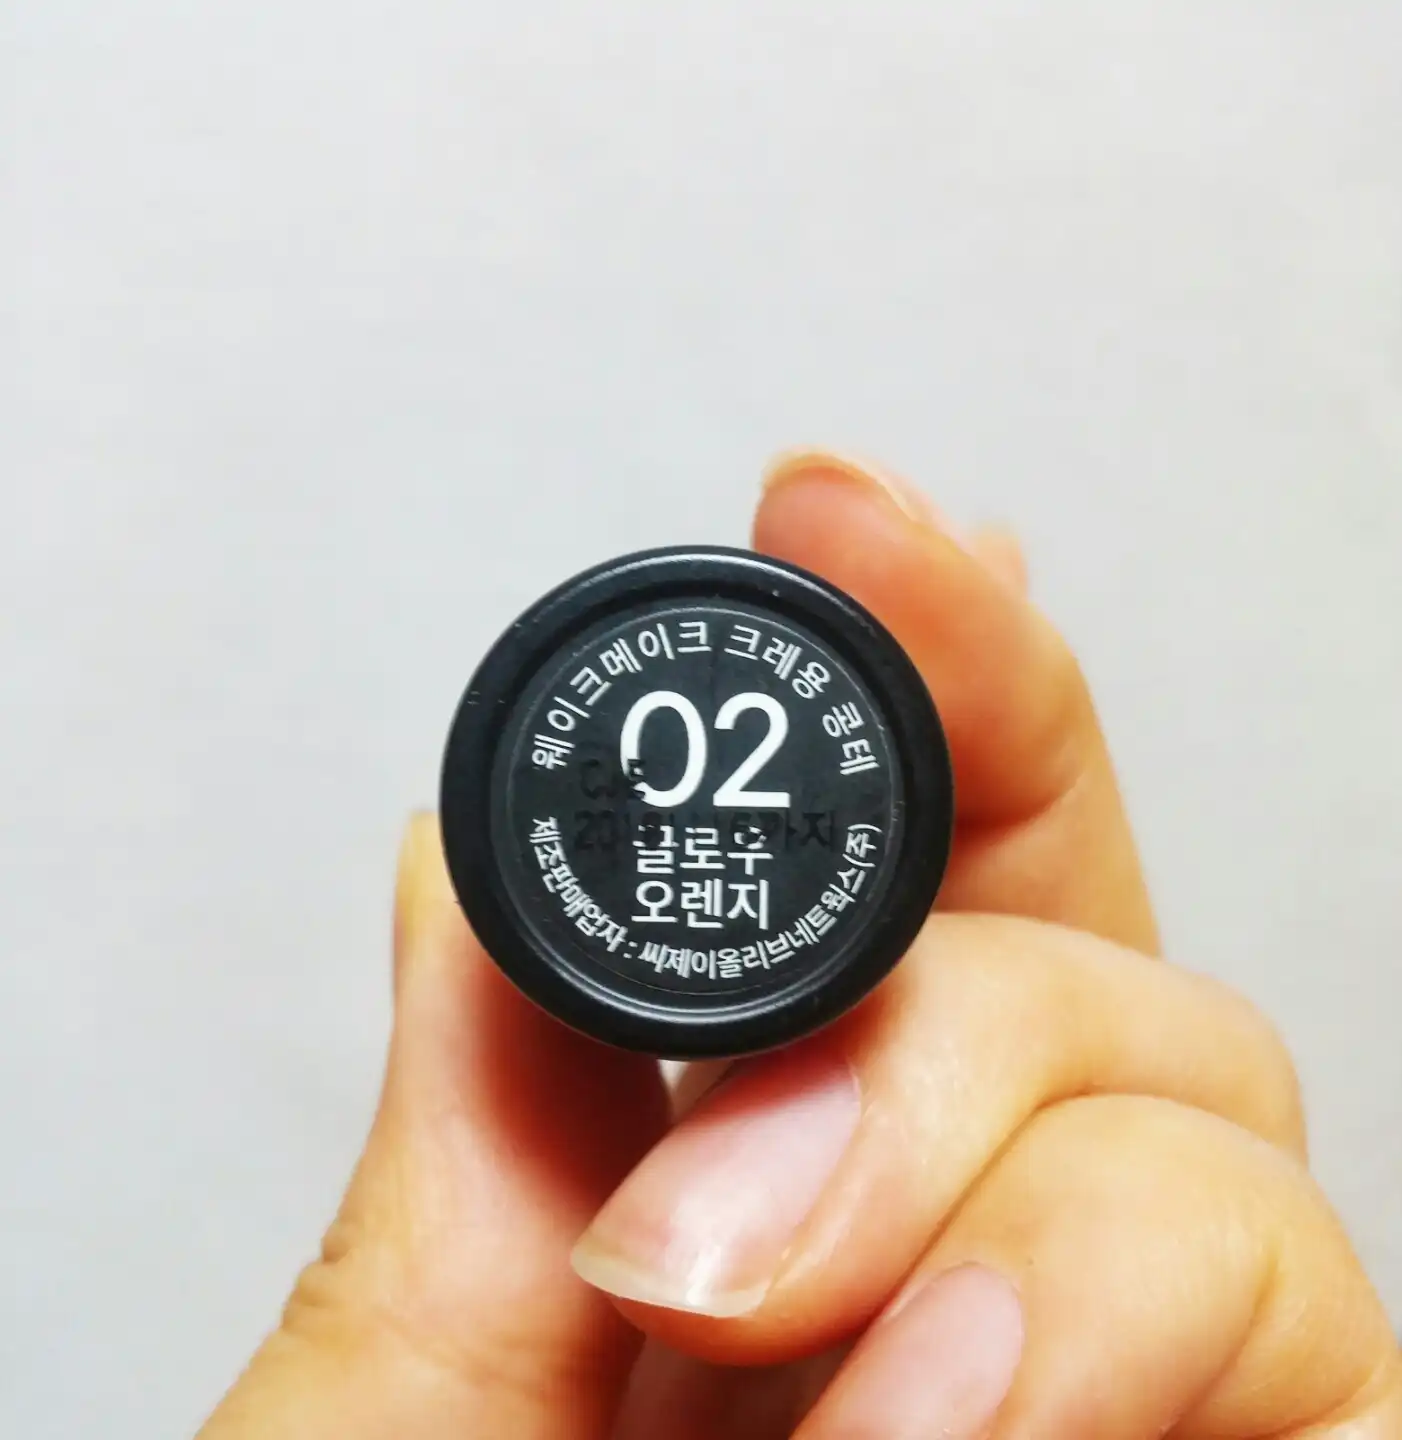 웨이크메이크 크레용 콩테
02
글로우
오렌지
제조판매업자 : 씨제이올리브네트웍스(주)